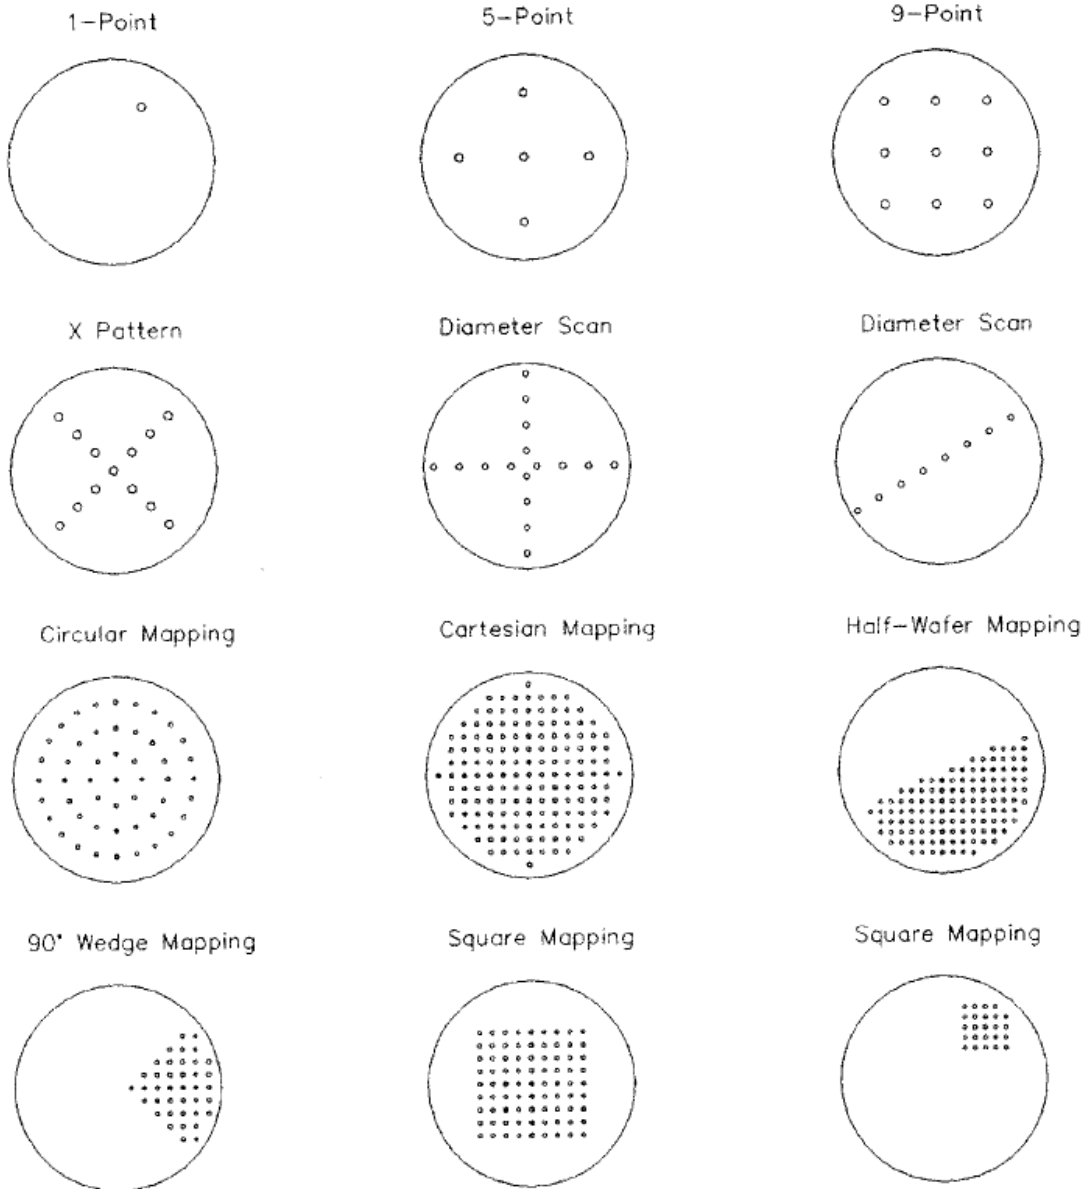 1-Point
5-Point
9-Point
X Pattern
Diameter Scan
Diameter Scan
Circular Mapping
Cartesian Mapping
Half-Wafer Mapping
90° Wedge Mapping
Square Mapping
Square Mapping